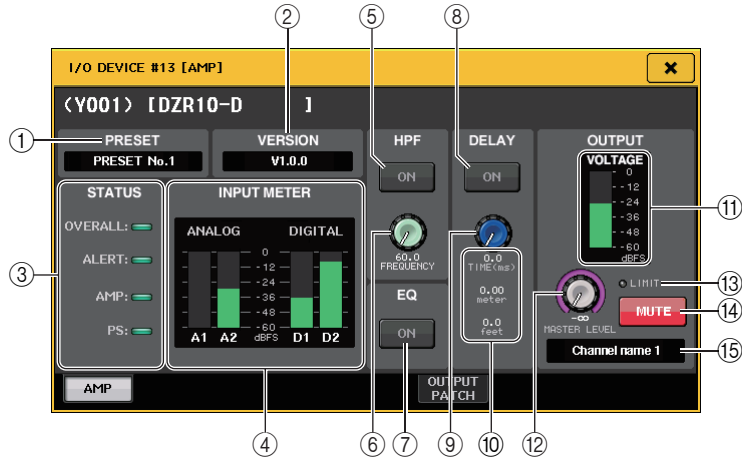 ② ⑤ ⑧
I/O DEVICE #13 [AMP]
(Y001) [DZR10-D ]
① PRESET
PRESET No.1
VERSION
V1.0.0
HPF
ON
DELAY
ON
OUTPUT
VOLTAGE
0
-12
-24
-36
-48
-60
dBFS
⑪
③ STATUS
OVERALL:
ALERT:
AMP:
PS:
INPUT METER
ANALOG DIGITAL
0
-12
-24
-36
-48
-60
A1 A2 dBFS D1 D2
60.0
FREQUENCY
EQ
ON
0.0
TIME(ms)
0.00
meter
0.0
feet
LIMIT ⑬
-∞
MASTER LEVEL
MUTE ⑭
Channel name 1 ⑮
AMP
OUTPUT
PATCH
④ ⑥ ⑦ ⑨ ⑩ ⑫